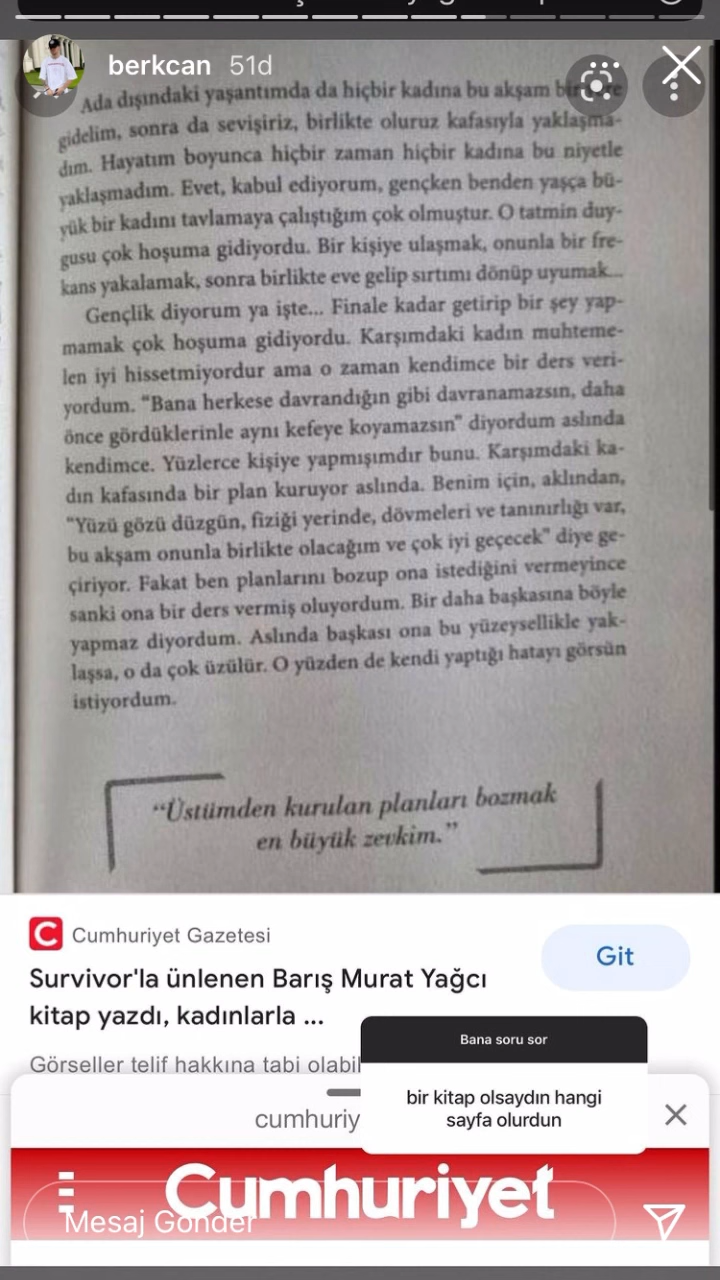 berkcan 51d
Ada dışındaki yaşantımda da hiçbir kadına bu akşam
gidelim, sonra da sevişiriz, birlikte oluruz kafasıyla yaklaşma-
dım. Hayatım boyunca hiçbir zaman hiçbir kadına bu niyetle
yaklaşmadım. Evet, kabul ediyorum, gençken benden yaşça bü-
yük bir kadını tavlamaya çalıştığım çok olmuştur. O tatmin duy-
gusu çok hoşuma gidiyordu. Bir kişiye ulaşmak, onunla bir fre-
kans yakalamak, sonra birlikte eve gelip sırtımı dönüp uyumak...
Gençlik diyorum ya işte... Finale kadar getirip bir şey yap-
mamak çok hoşuma gidiyordu. Karşımdaki kadın muhteme-
len iyi hissetmiyordur ama o zaman kendimce bir ders veri-
yordum. “Bana herkese davrandığın gibi davranamazsın, daha
önce gördüklerinle aynı kefeye koyamazsın” diyordum aslında
kendimce. Yüzlerce kişiye yapmışımdır bunu. Karşımdaki ka-
dın kafasında bir plan kuruyor aslında. Benim için, aklından,
“Yüzü gözü düzgün, fiziği yerinde, dövmeleri ve tanınırlığı var,
bu akşam onunla birlikte olacağım ve çok iyi geçecek” diye ge-
çiriyor. Fakat ben planlarını bozup ona istediğini vermeyince
sanki ona bir ders vermiş oluyordum. Bir daha başkasına böyle
yapmaz diyordum. Aslında başkası ona bu yüzeysellikle yak-
laşsa, o da çok üzülür. O yüzden de kendi yaptığı hatayı görsün
istiyordum.
“Üstümden kurulan planları bozmak
en büyük zevkim.”
C Cumhuriyet Gazetesi
Git
Survivor'la ünlenen Barış Murat Yağcı
kitap yazdı, kadınlarla ...
Görseller telif hakkına tabi olabil
Bana soru sor
bir kitap olsaydın hangi
sayfa olurdun
cumhuriy
Cumhuriyet
Mesaj Gönder